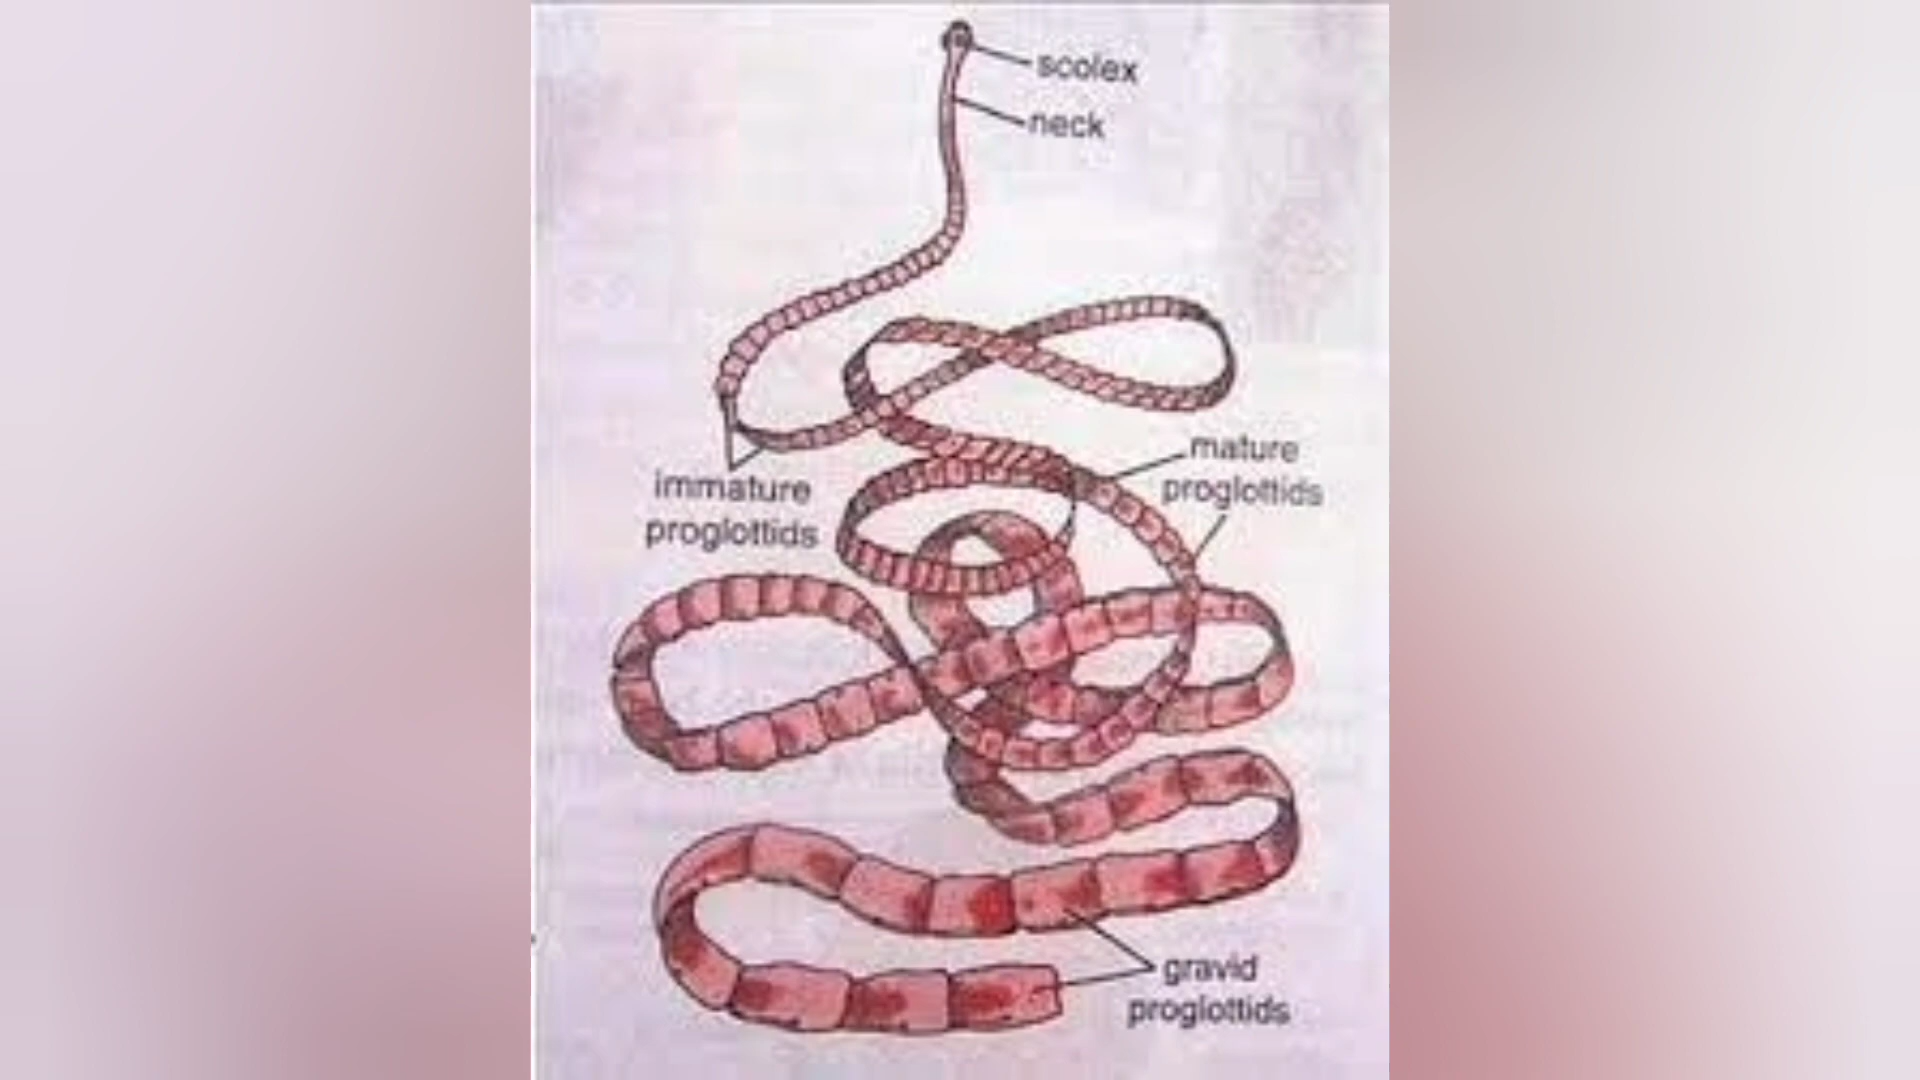 scolex
neck
mature
proglottids
immature
proglottids
gravid
proglottids